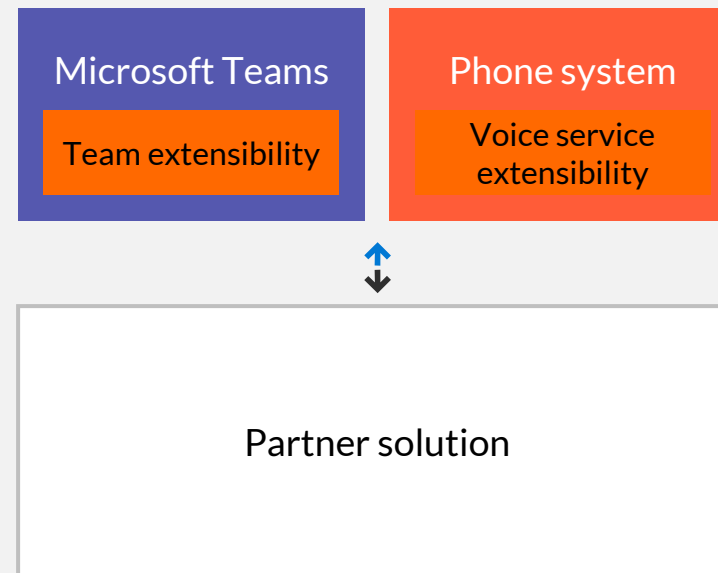 Microsoft Teams
Team extensibility
Phone system
Voice service
extensibility
Partner solution